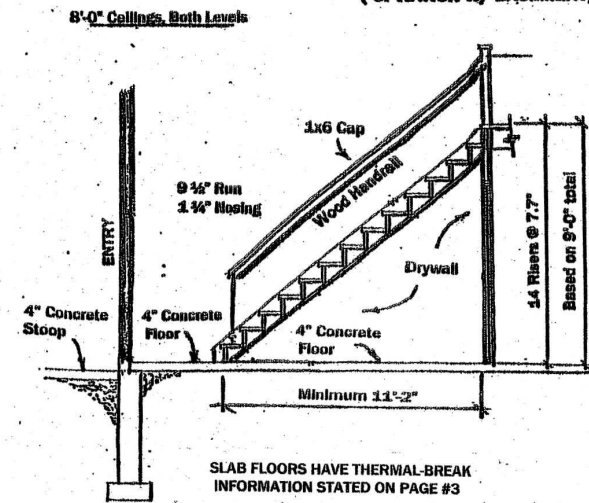 8'-0" Ceilings, Both Levels
1x6 Cap
9 ½" Run
1 ¼" Nosing
Wood Handrail
ENTRY
Drywall
14 Risers @ 7.7"
Based on 9'-0" total
4" Concrete
Stoop
4" Concrete
Floor
4" Concrete
Floor
Minimum 11'-2"
SLAB FLOORS HAVE THERMAL-BREAK
INFORMATION STATED ON PAGE #3